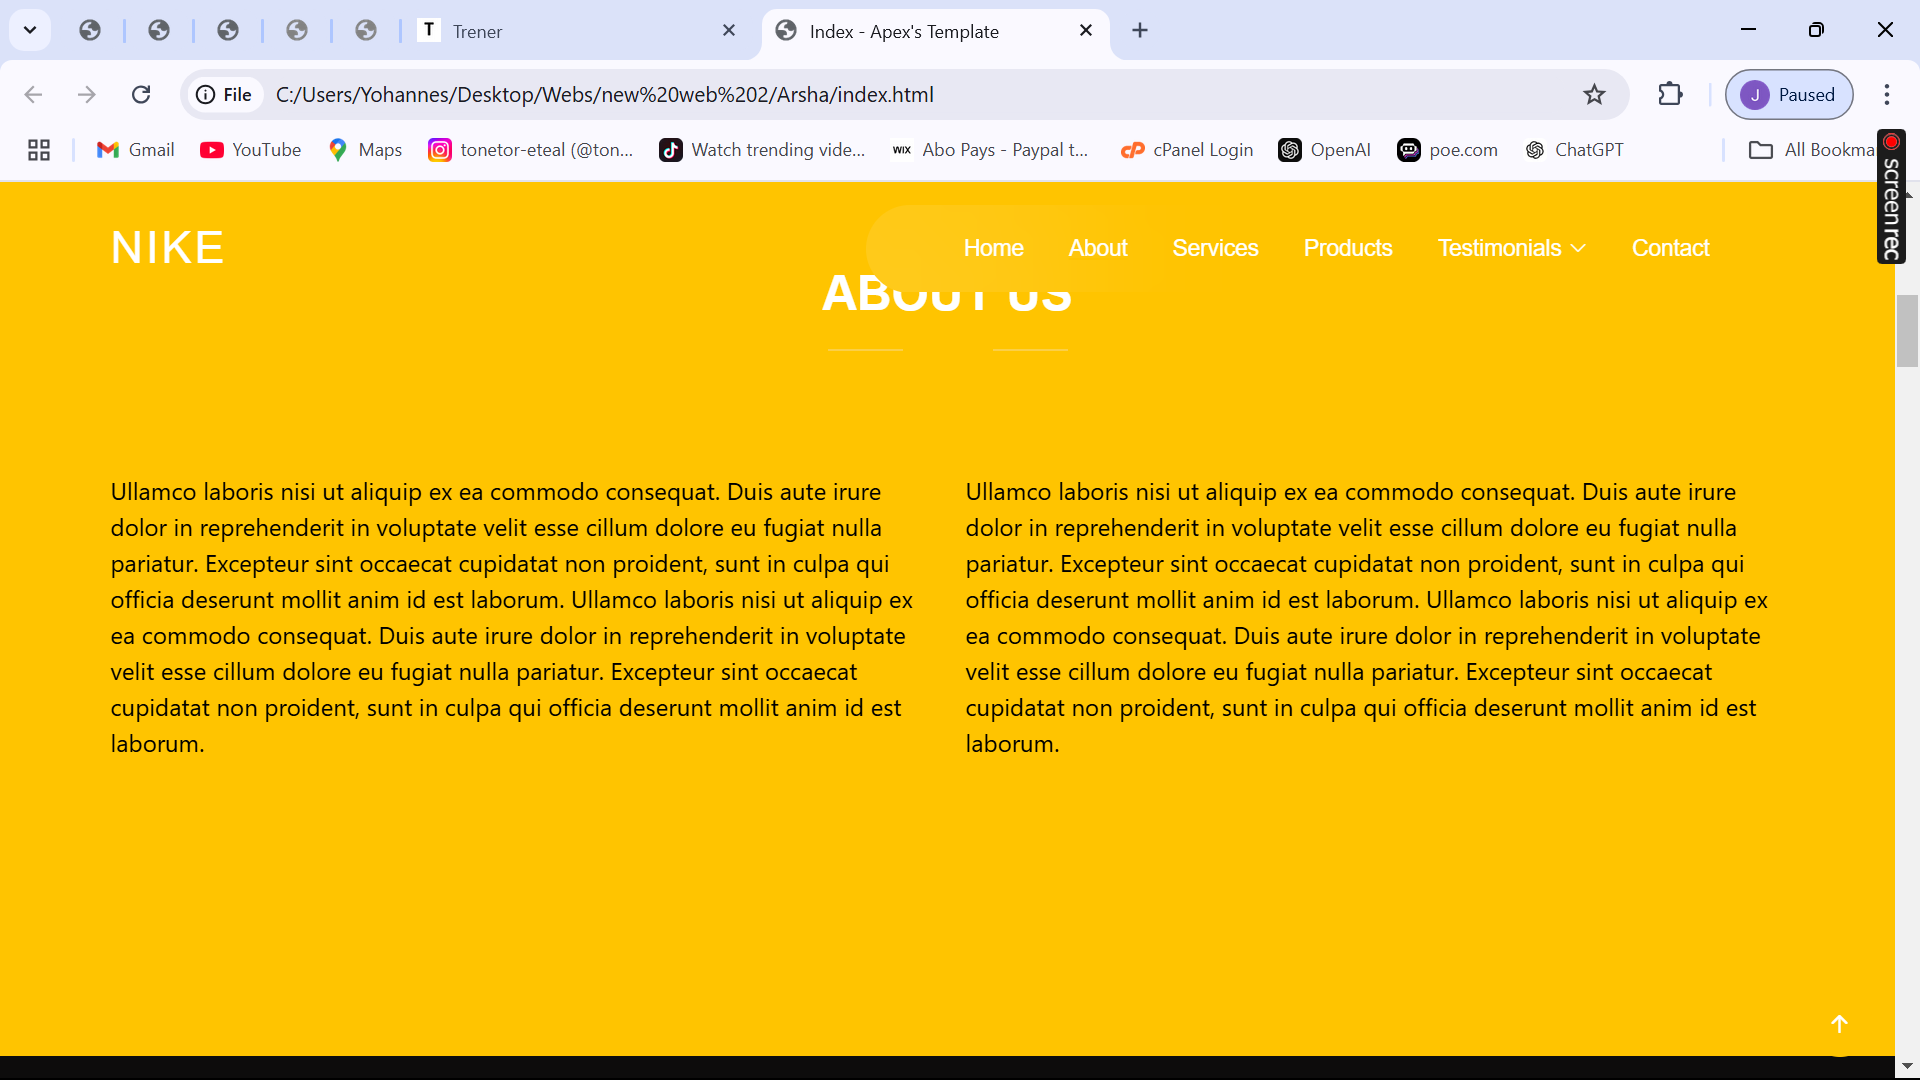 T Trener
Index - Apex's Template
File C:/Users/Yohannes/Desktop/Webs/new%20web%202/Arsha/index.html
J Paused
Gmail YouTube Maps tonetor-eteal (@ton... Watch trending vide... WIX Abo Pays - Paypal t... cP cPanel Login OpenAI poe.com ChatGPT All Bookma
screenrec
NIKE
Home About Services Products Testimonials Contact
ABOUT US
Ullamco laboris nisi ut aliquip ex ea commodo consequat. Duis aute irure
dolor in reprehenderit in voluptate velit esse cillum dolore eu fugiat nulla
pariatur. Excepteur sint occaecat cupidatat non proident, sunt in culpa qui
officia deserunt mollit anim id est laborum. Ullamco laboris nisi ut aliquip ex
ea commodo consequat. Duis aute irure dolor in reprehenderit in voluptate
velit esse cillum dolore eu fugiat nulla pariatur. Excepteur sint occaecat
cupidatat non proident, sunt in culpa qui officia deserunt mollit anim id est
laborum.
Ullamco laboris nisi ut aliquip ex ea commodo consequat. Duis aute irure
dolor in reprehenderit in voluptate velit esse cillum dolore eu fugiat nulla
pariatur. Excepteur sint occaecat cupidatat non proident, sunt in culpa qui
officia deserunt mollit anim id est laborum. Ullamco laboris nisi ut aliquip ex
ea commodo consequat. Duis aute irure dolor in reprehenderit in voluptate
velit esse cillum dolore eu fugiat nulla pariatur. Excepteur sint occaecat
cupidatat non proident, sunt in culpa qui officia deserunt mollit anim id est
laborum.